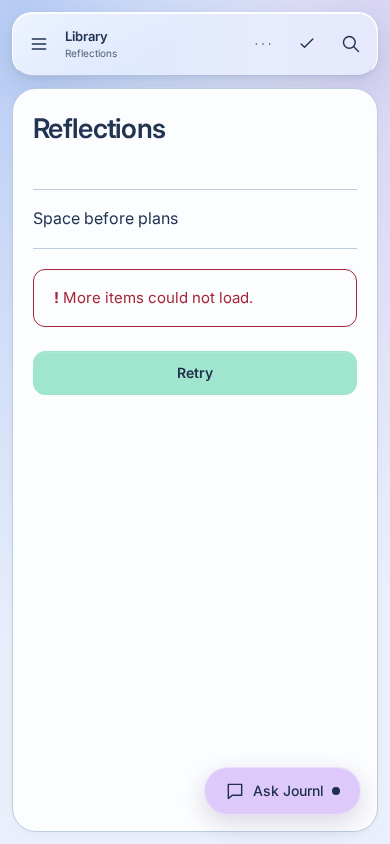 Library
Reflections
Reflections
Space before plans
! More items could not load.
Retry
Ask Journl